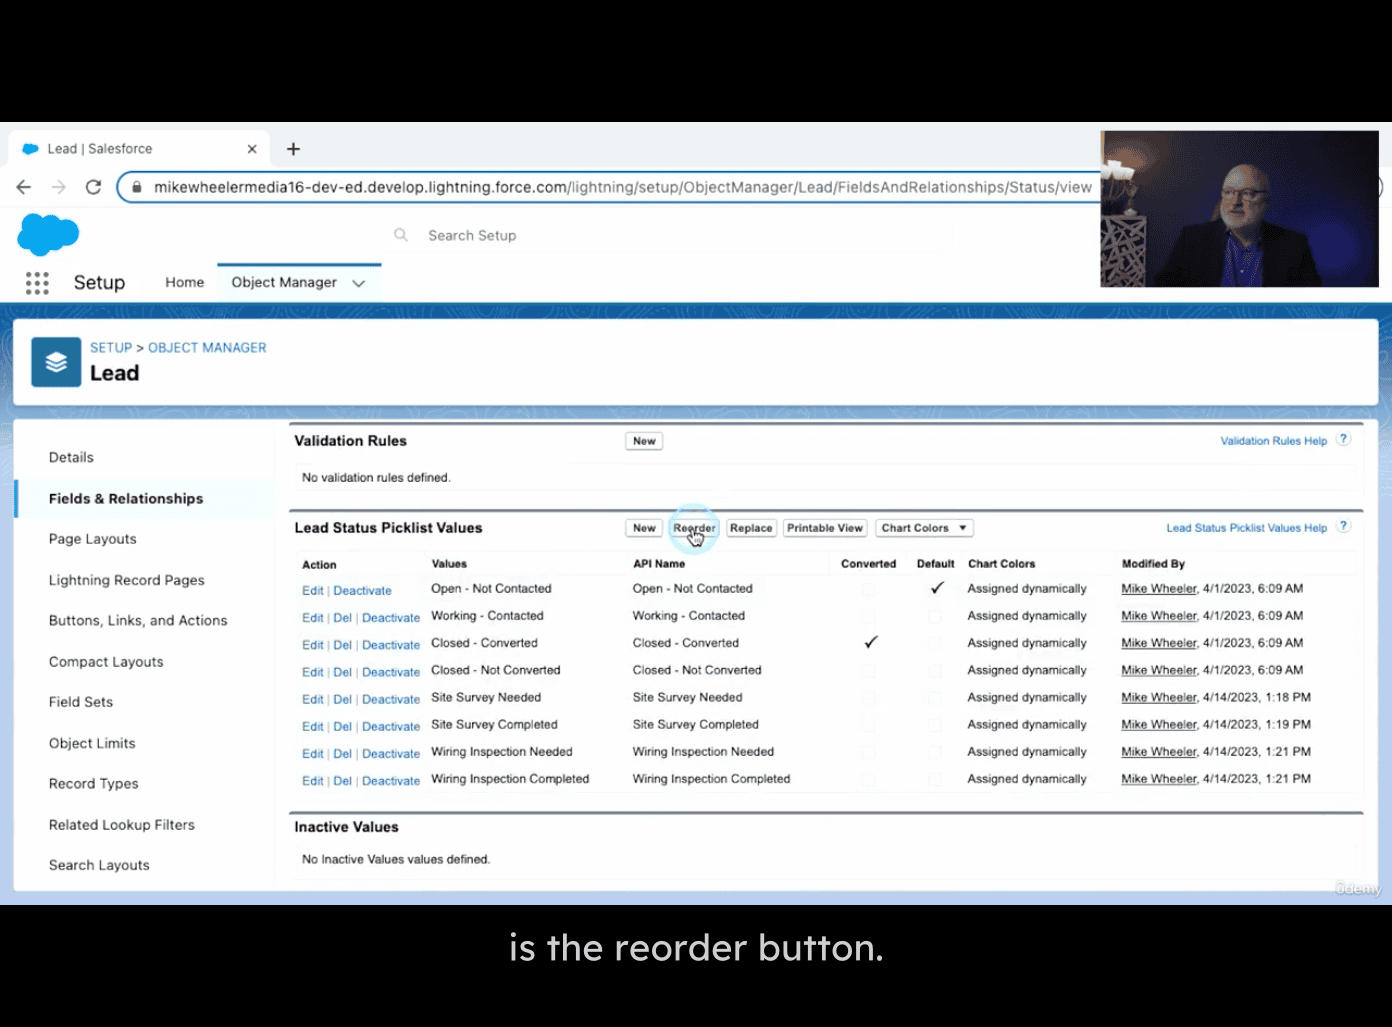 Lead | Salesforce
mikewheelermedia16-dev-ed.develop.lightning.force.com/lightning/setup/ObjectManager/Lead/FieldsAndRelationships/Status/view
Search Setup
Setup Home Object Manager
SETUP > OBJECT MANAGER
Lead
Details
Fields & Relationships
Page Layouts
Lightning Record Pages
Buttons, Links, and Actions
Compact Layouts
Field Sets
Object Limits
Record Types
Related Lookup Filters
Search Layouts
Validation Rules New Validation Rules Help ?
No validation rules defined.
Lead Status Picklist Values New Reorder Replace Printable View Chart Colors Lead Status Picklist Values Help ?
Action Values API Name Converted Default Chart Colors Modified By
Edit | Deactivate Open - Not Contacted Open - Not Contacted ✓ Assigned dynamically Mike Wheeler, 4/1/2023, 6:09 AM
Edit | Del | Deactivate Working - Contacted Working - Contacted Assigned dynamically Mike Wheeler, 4/1/2023, 6:09 AM
Edit | Del | Deactivate Closed - Converted Closed - Converted ✓ Assigned dynamically Mike Wheeler, 4/1/2023, 6:09 AM
Edit | Del | Deactivate Closed - Not Converted Closed - Not Converted Assigned dynamically Mike Wheeler, 4/1/2023, 6:09 AM
Edit | Del | Deactivate Site Survey Needed Site Survey Needed Assigned dynamically Mike Wheeler, 4/14/2023, 1:18 PM
Edit | Del | Deactivate Site Survey Completed Site Survey Completed Assigned dynamically Mike Wheeler, 4/14/2023, 1:19 PM
Edit | Del | Deactivate Wiring Inspection Needed Wiring Inspection Needed Assigned dynamically Mike Wheeler, 4/14/2023, 1:21 PM
Edit | Del | Deactivate Wiring Inspection Completed Wiring Inspection Completed Assigned dynamically Mike Wheeler, 4/14/2023, 1:21 PM
Inactive Values
No Inactive Values values defined.
ûdemy
is the reorder button.